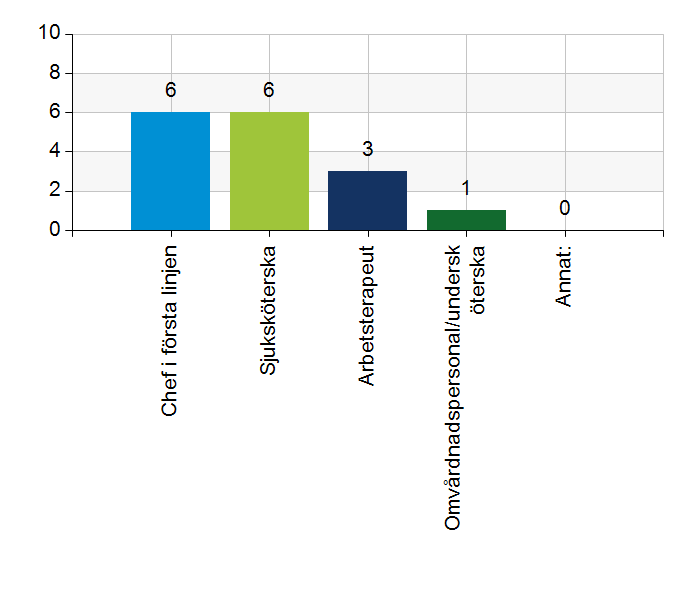 10
8
6
4
2
0
6
6
3
1
0
Chef i första linjen
Sjuksköterska
Arbetsterapeut
Omvårdnadspersonal/undersk
öterska
Annat: